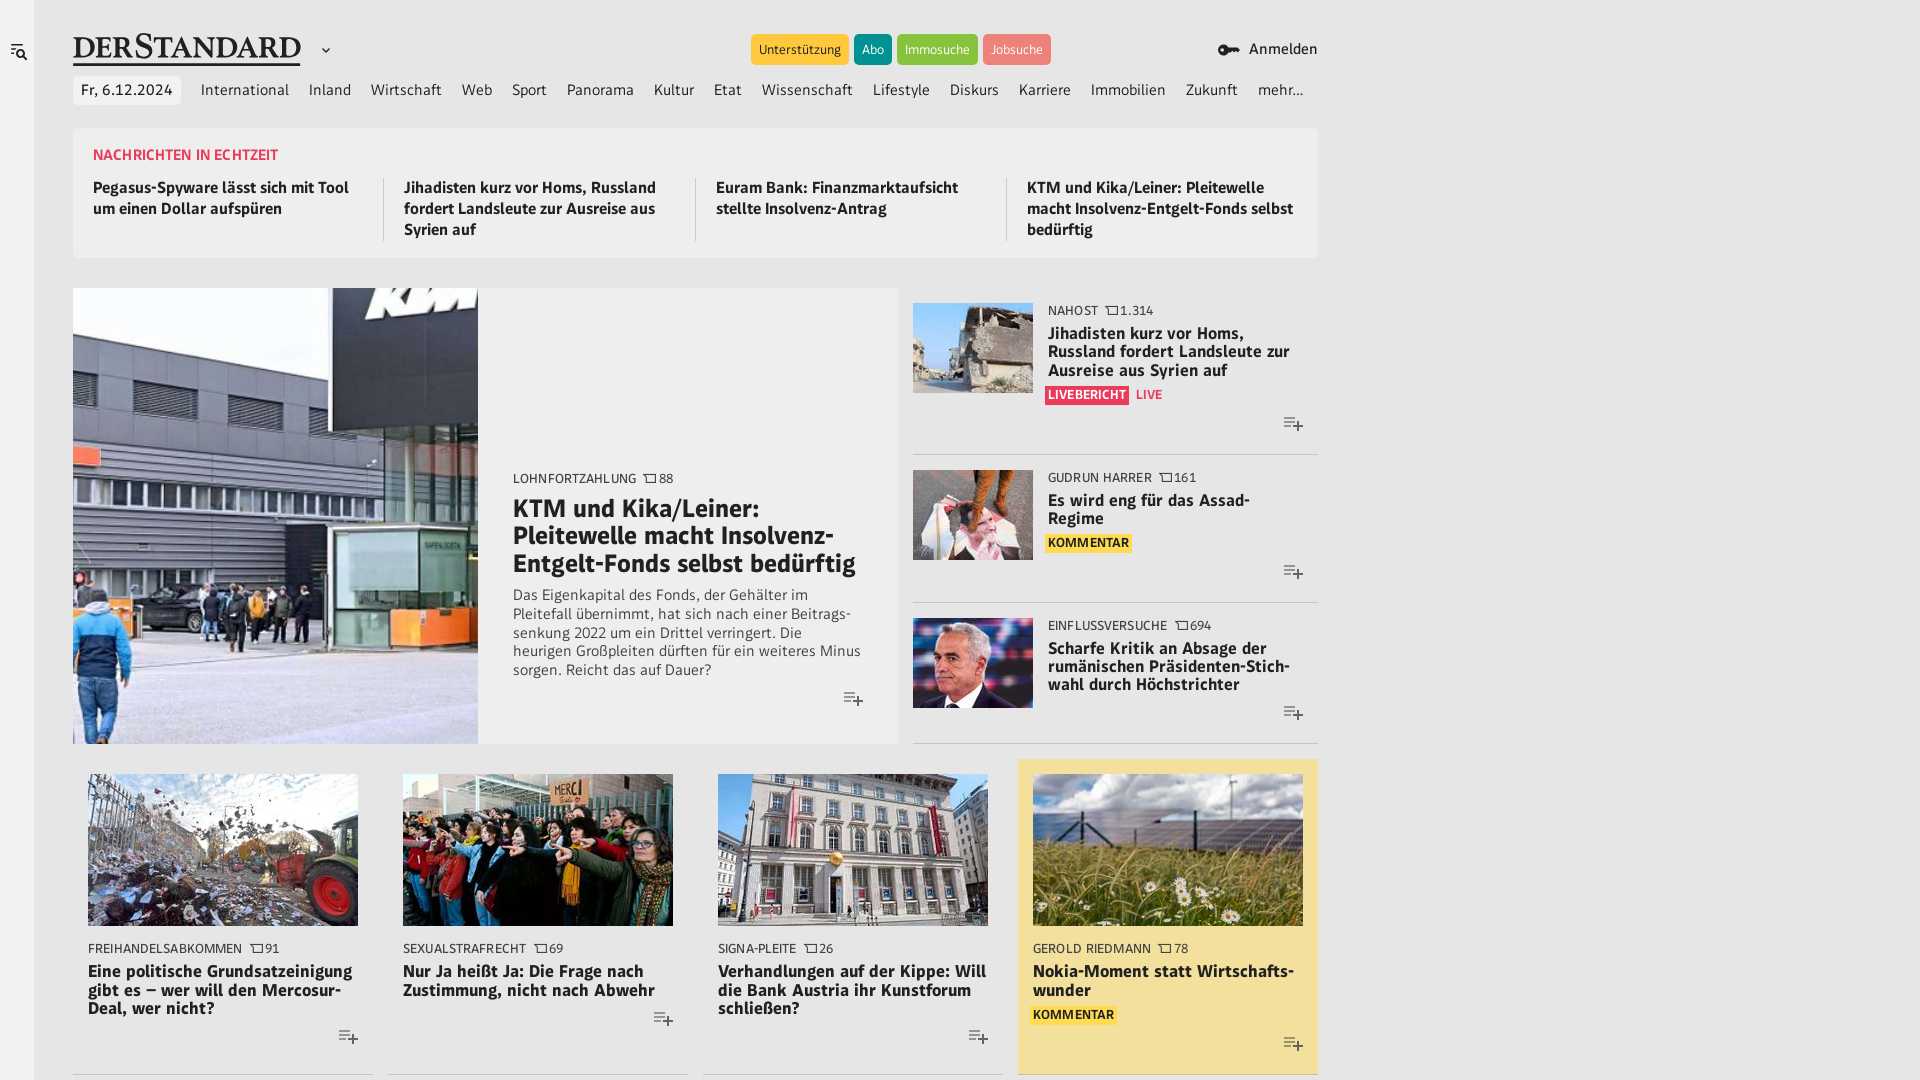 DERSTANDARD
Unterstützung
Abo
Immosuche
Jobsuche
Anmelden
Fr, 6.12.2024
International
Inland
Wirtschaft
Web
Sport
Panorama
Kultur
Etat
Wissenschaft
Lifestyle
Diskurs
Karriere
Immobilien
Zukunft
mehr…
NACHRICHTEN IN ECHTZEIT
Pegasus-Spyware lässt sich mit Tool
um einen Dollar aufspüren
Jihadisten kurz vor Homs, Russland
fordert Landsleute zur Ausreise aus
Syrien auf
Euram Bank: Finanzmarktaufsicht
stellte Insolvenz-Antrag
KTM und Kika/Leiner: Pleitewelle
macht Insolvenz-Entgelt-Fonds selbst
bedürftig
KTM
LOHNFORTZAHLUNG 88
KTM und Kika/Leiner:
Pleitewelle macht Insolvenz-
Entgelt-Fonds selbst bedürftig
Das Eigenkapital des Fonds, der Gehälter im
Pleitefall übernimmt, hat sich nach einer Beitrags-
senkung 2022 um ein Drittel verringert. Die
heurigen Großpleiten dürften für ein weiteres Minus
sorgen. Reicht das auf Dauer?
NAHOST 1.314
Jihadisten kurz vor Homs,
Russland fordert Landsleute zur
Ausreise aus Syrien auf
LIVEBERICHT LIVE
GUDRUN HARRER 161
Es wird eng für das Assad-
Regime
KOMMENTAR
EINFLUSSVERSUCHE 694
Scharfe Kritik an Absage der
rumänischen Präsidenten-Stich-
wahl durch Höchstrichter
FREIHANDELSABKOMMEN 91
Eine politische Grundsatzeinigung
gibt es – wer will den Mercosur-
Deal, wer nicht?
MERCI
SEXUALSTRAFRECHT 69
Nur Ja heißt Ja: Die Frage nach
Zustimmung, nicht nach Abwehr
SIGNA-PLEITE 26
Verhandlungen auf der Kippe: Will
die Bank Austria ihr Kunstforum
schließen?
GEROLD RIEDMANN 78
Nokia-Moment statt Wirtschafts-
wunder
KOMMENTAR